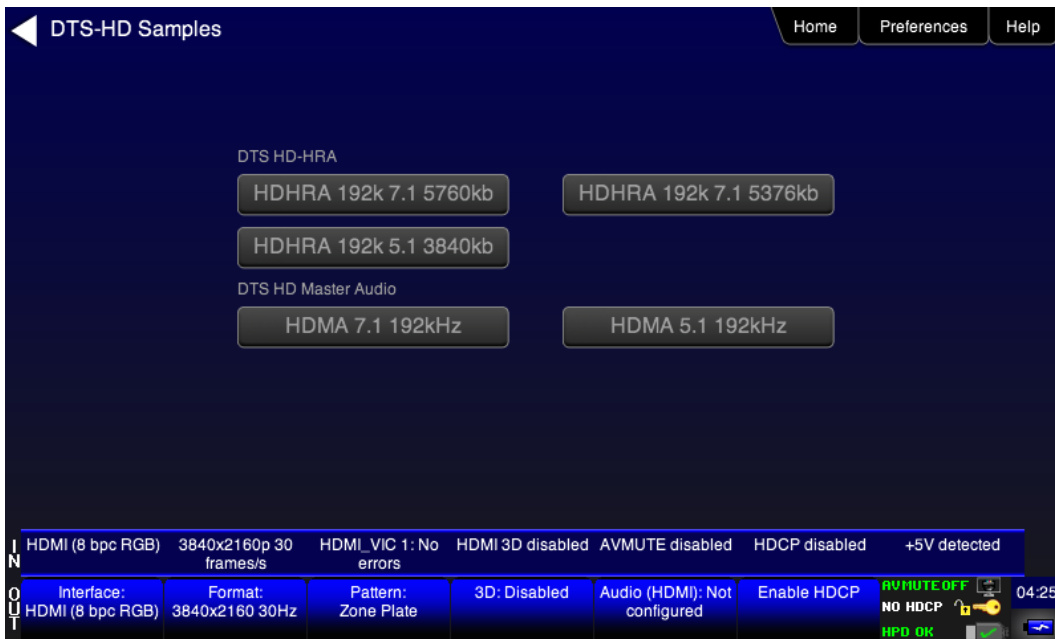 DTS-HD Samples
Home
Preferences
Help
DTS HD-HRA
HDHRA 192k 7.1 5760kb
HDHRA 192k 7.1 5376kb
HDHRA 192k 5.1 3840kb
DTS HD Master Audio
HDMA 7.1 192kHz
HDMA 5.1 192kHz
IN
HDMI (8 bpc RGB)
3840x2160p 30
frames/s
HDMI_VIC 1: No
errors
HDMI 3D disabled
AVMUTE disabled
HDCP disabled
+5V detected
OUT
Interface:
HDMI (8 bpc RGB)
Format:
3840x2160 30Hz
Pattern:
Zone Plate
3D: Disabled
Audio (HDMI): Not
configured
Enable HDCP
AVMUTEOFF
NO HDCP
HPD OK
04:25